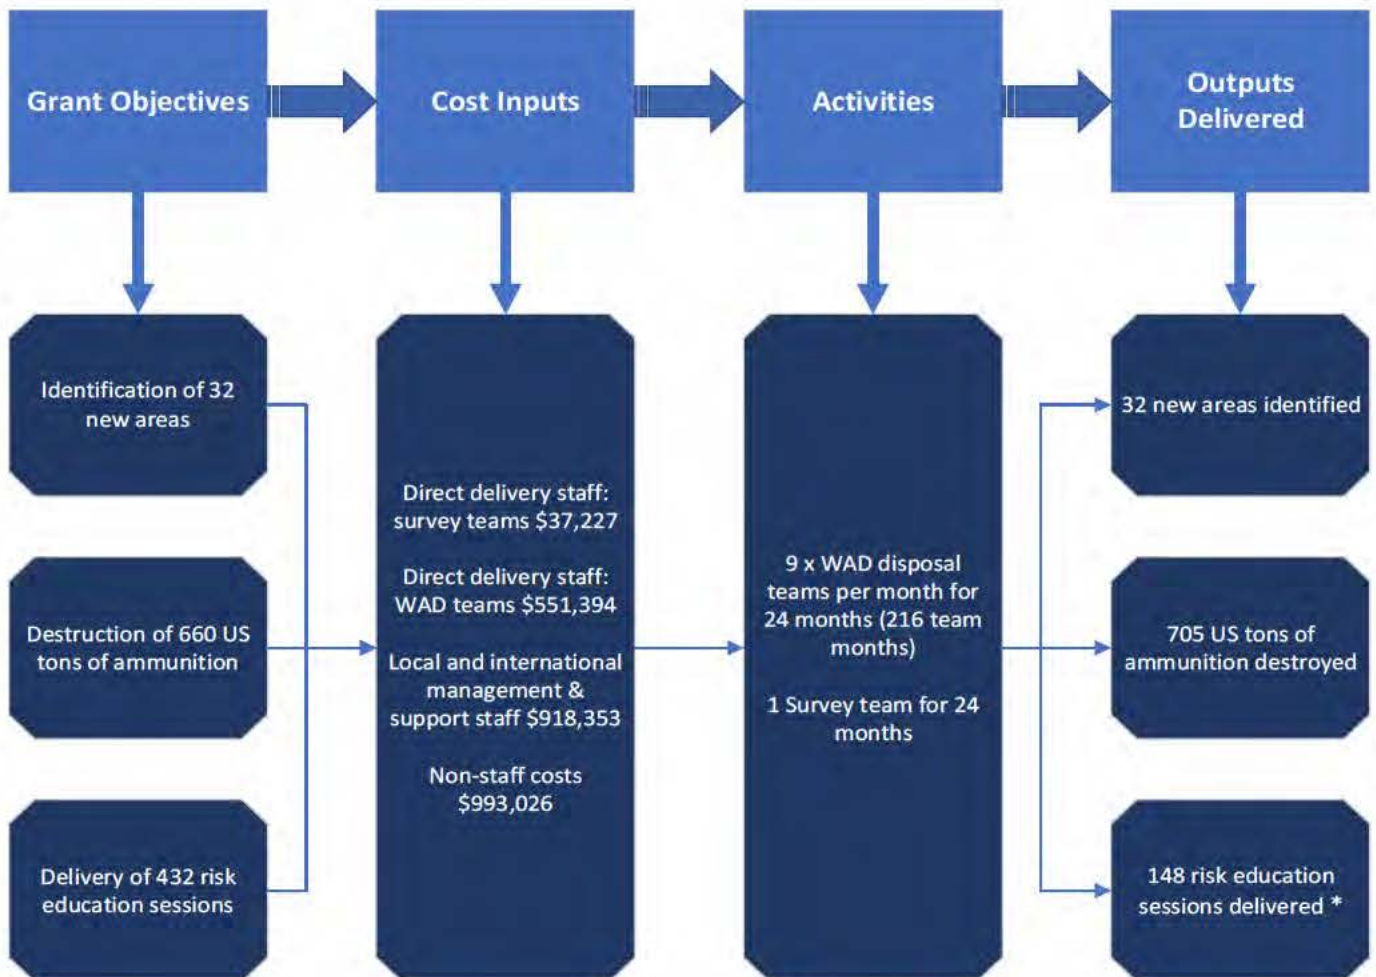 Grant Objectives
Cost Inputs
Activities
Outputs
Delivered
Identification of 32
new areas
Destruction of 660 US
tons of ammunition
Delivery of 432 risk
education sessions
Direct delivery staff:
survey teams $37,227
Direct delivery staff:
WAD teams $551,394
Local and international
management &
support staff $918,353
Non-staff costs
$993,026
9 x WAD disposal
teams per month for
24 months (216 team
months)
1 Survey team for 24
months
32 new areas identified
705 US tons of
ammunition destroyed
148 risk education
sessions delivered *